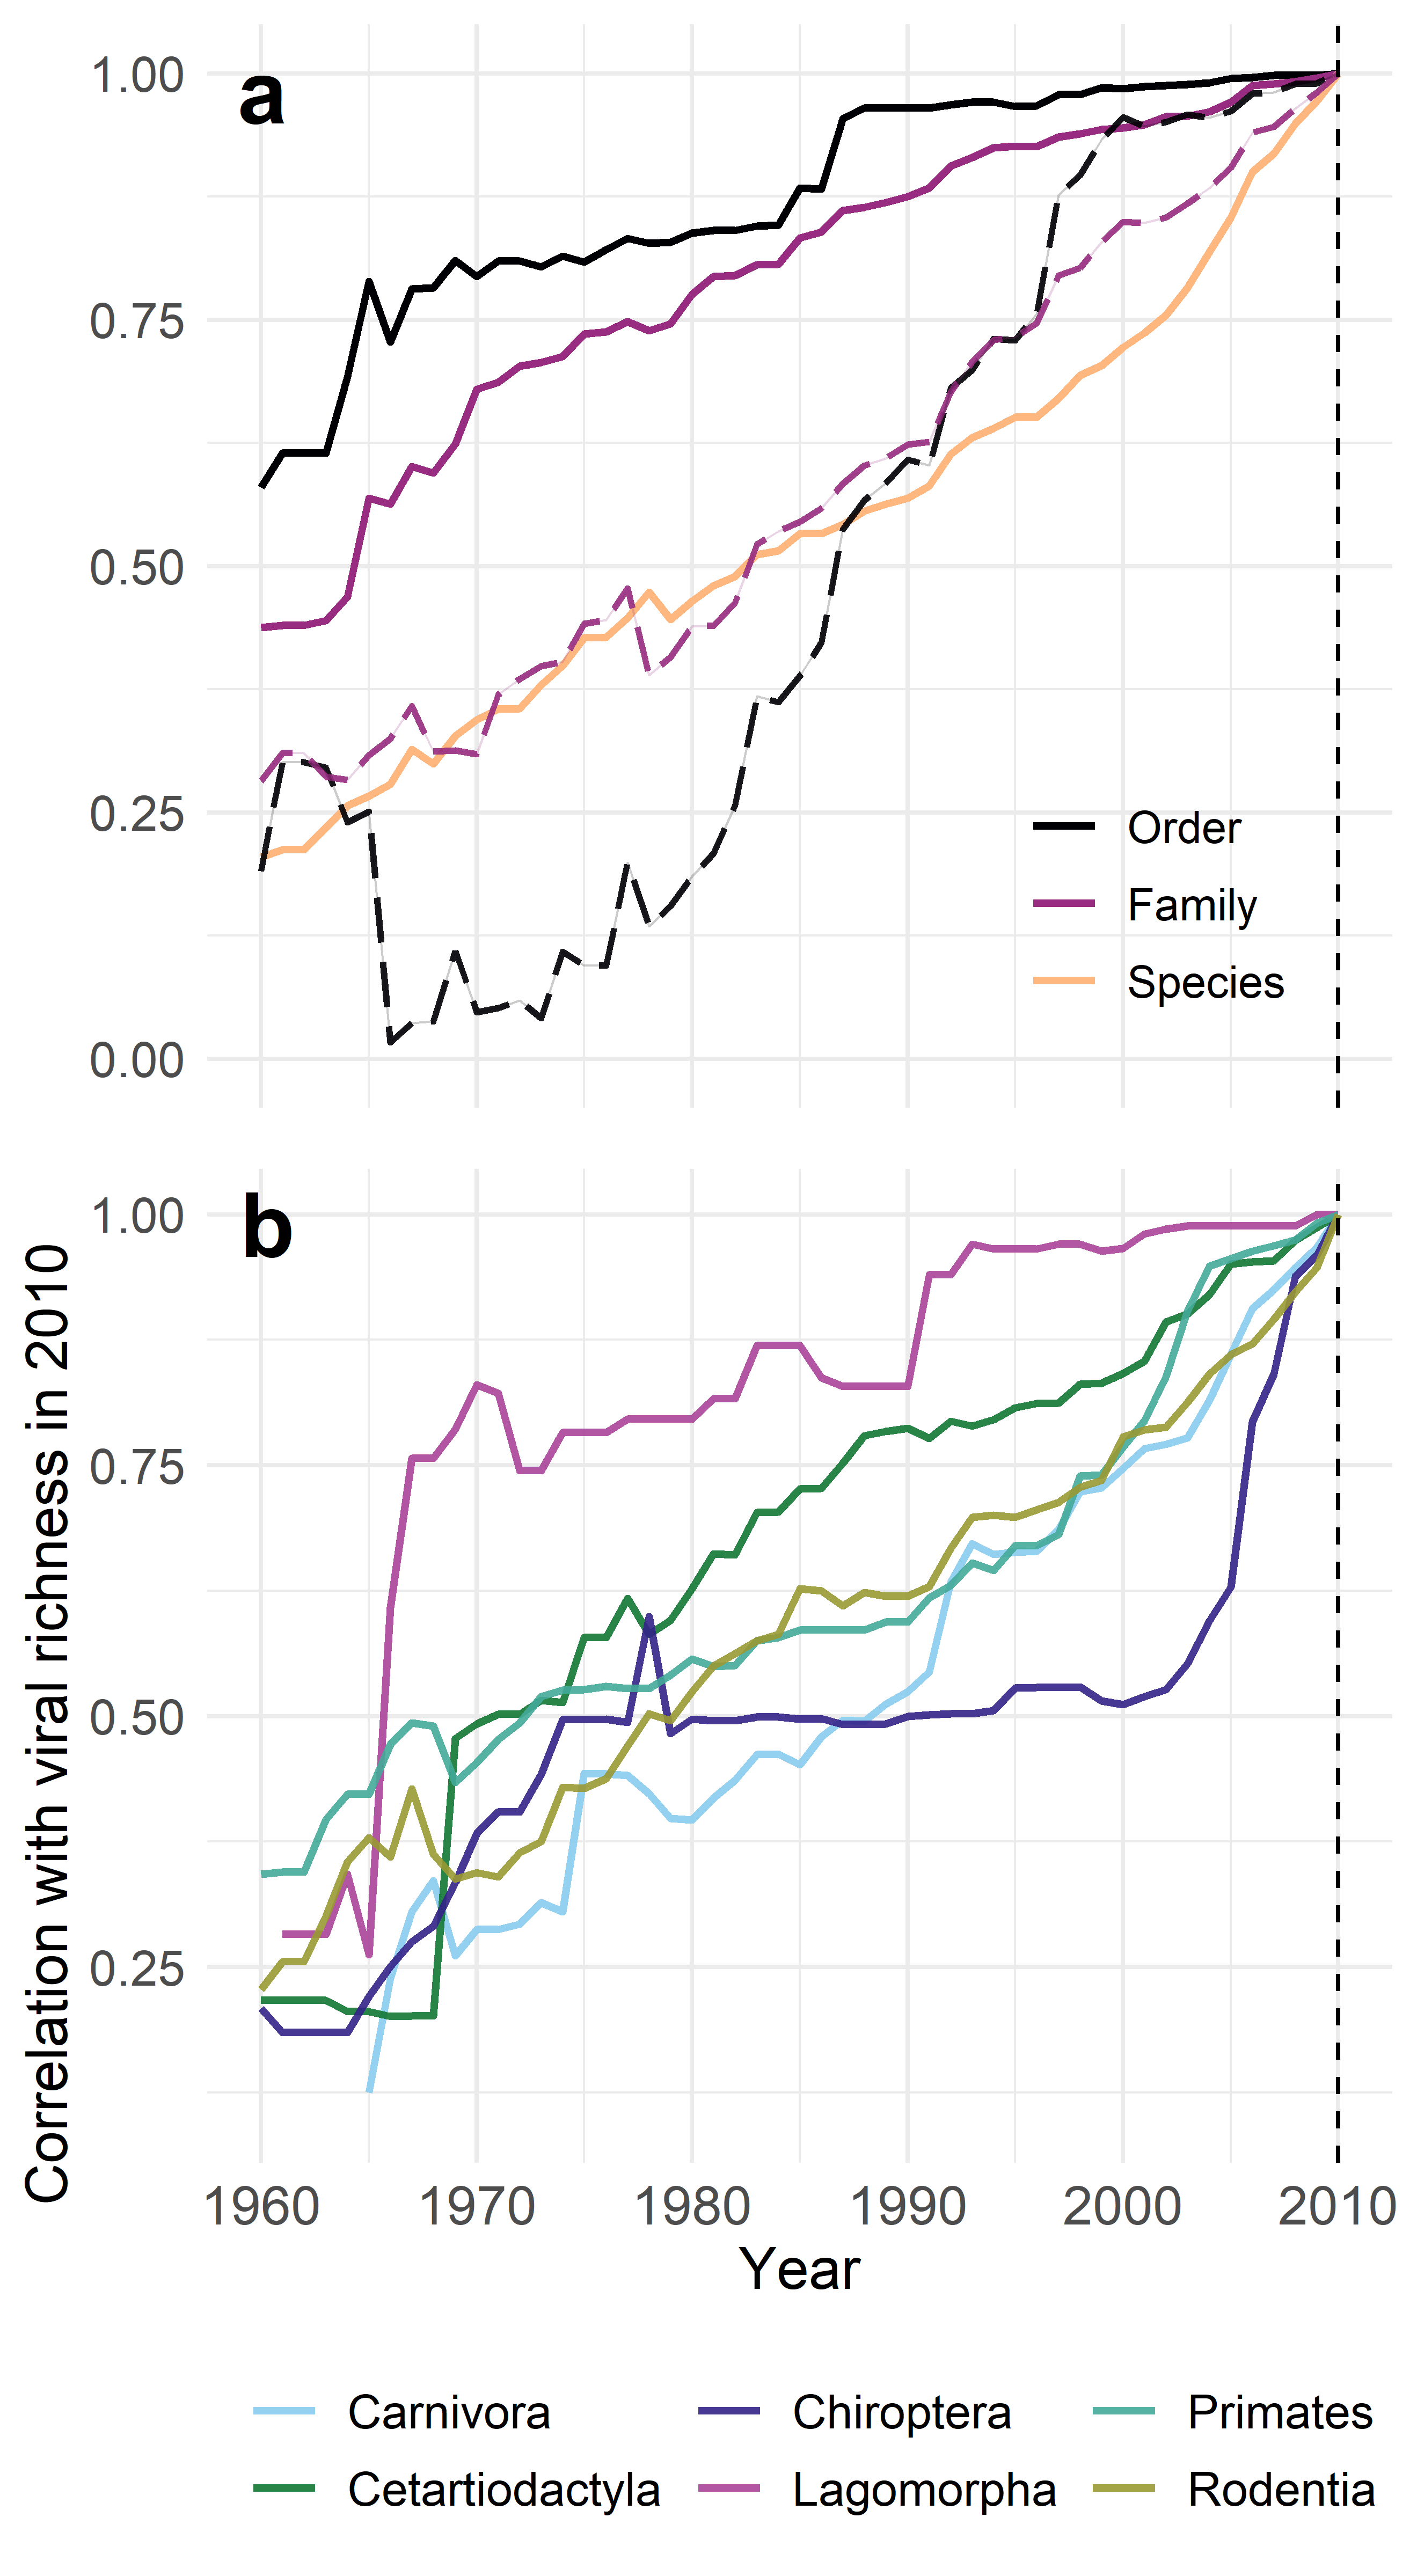 a
1.00
0.75
0.50
0.25
0.00
Order
Family
Species
b
1.00
0.75
0.50
0.25
Correlation with viral richness in 2010
1960 1970 1980 1990 2000 2010
Year
Carnivora Chiroptera Primates
Cetartiodactyla Lagomorpha Rodentia